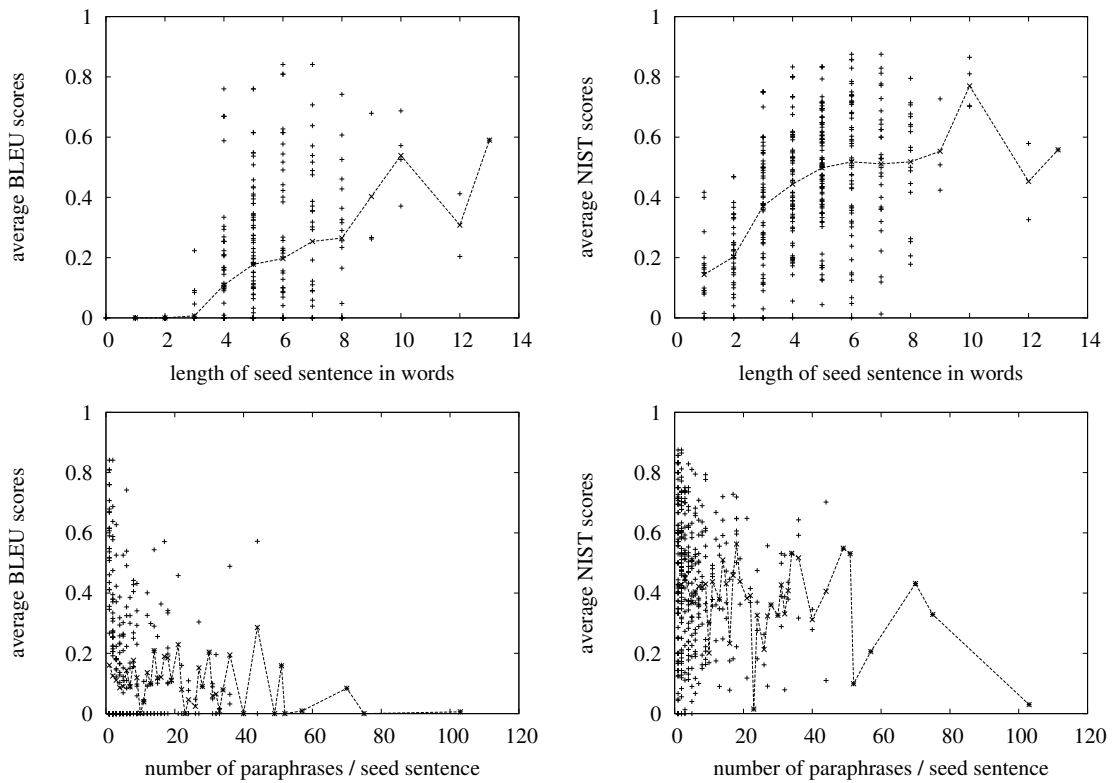 average BLEU scores
1
0.8
0.6
0.4
0.2
0
0 2 4 6 8 10 12 14
length of seed sentence in words
average NIST scores
1
0.8
0.6
0.4
0.2
0
0 2 4 6 8 10 12 14
length of seed sentence in words
average BLEU scores
1
0.8
0.6
0.4
0.2
0
0 20 40 60 80 100 120
number of paraphrases / seed sentence
average NIST scores
1
0.8
0.6
0.4
0.2
0
0 20 40 60 80 100 120
number of paraphrases / seed sentence